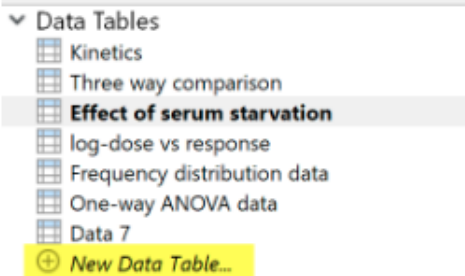 Data Tables
Kinetics
Three way comparison
Effect of serum starvation
log-dose vs response
Frequency distribution data
One-way ANOVA data
Data 7
New Data Table...